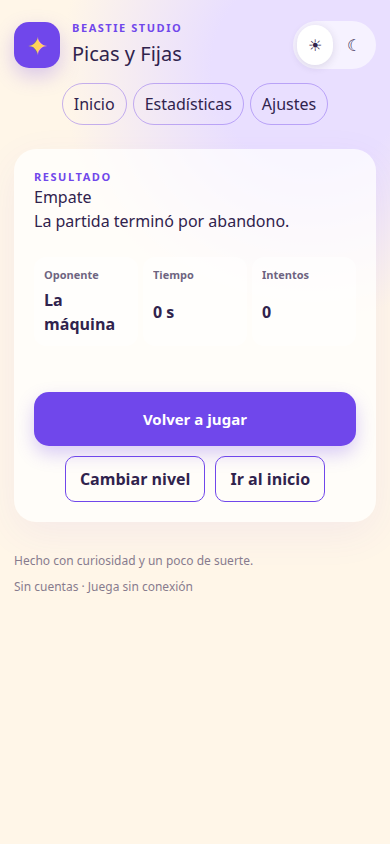 BEASTIE STUDIO
Picas y Fijas
Inicio
Estadísticas
Ajustes
RESULTADO
Empate
La partida terminó por abandono.
Oponente
La
máquina
Tiempo
0 s
Intentos
0
Volver a jugar
Cambiar nivel
Ir al inicio
Hecho con curiosidad y un poco de suerte.
Sin cuentas · Juega sin conexión